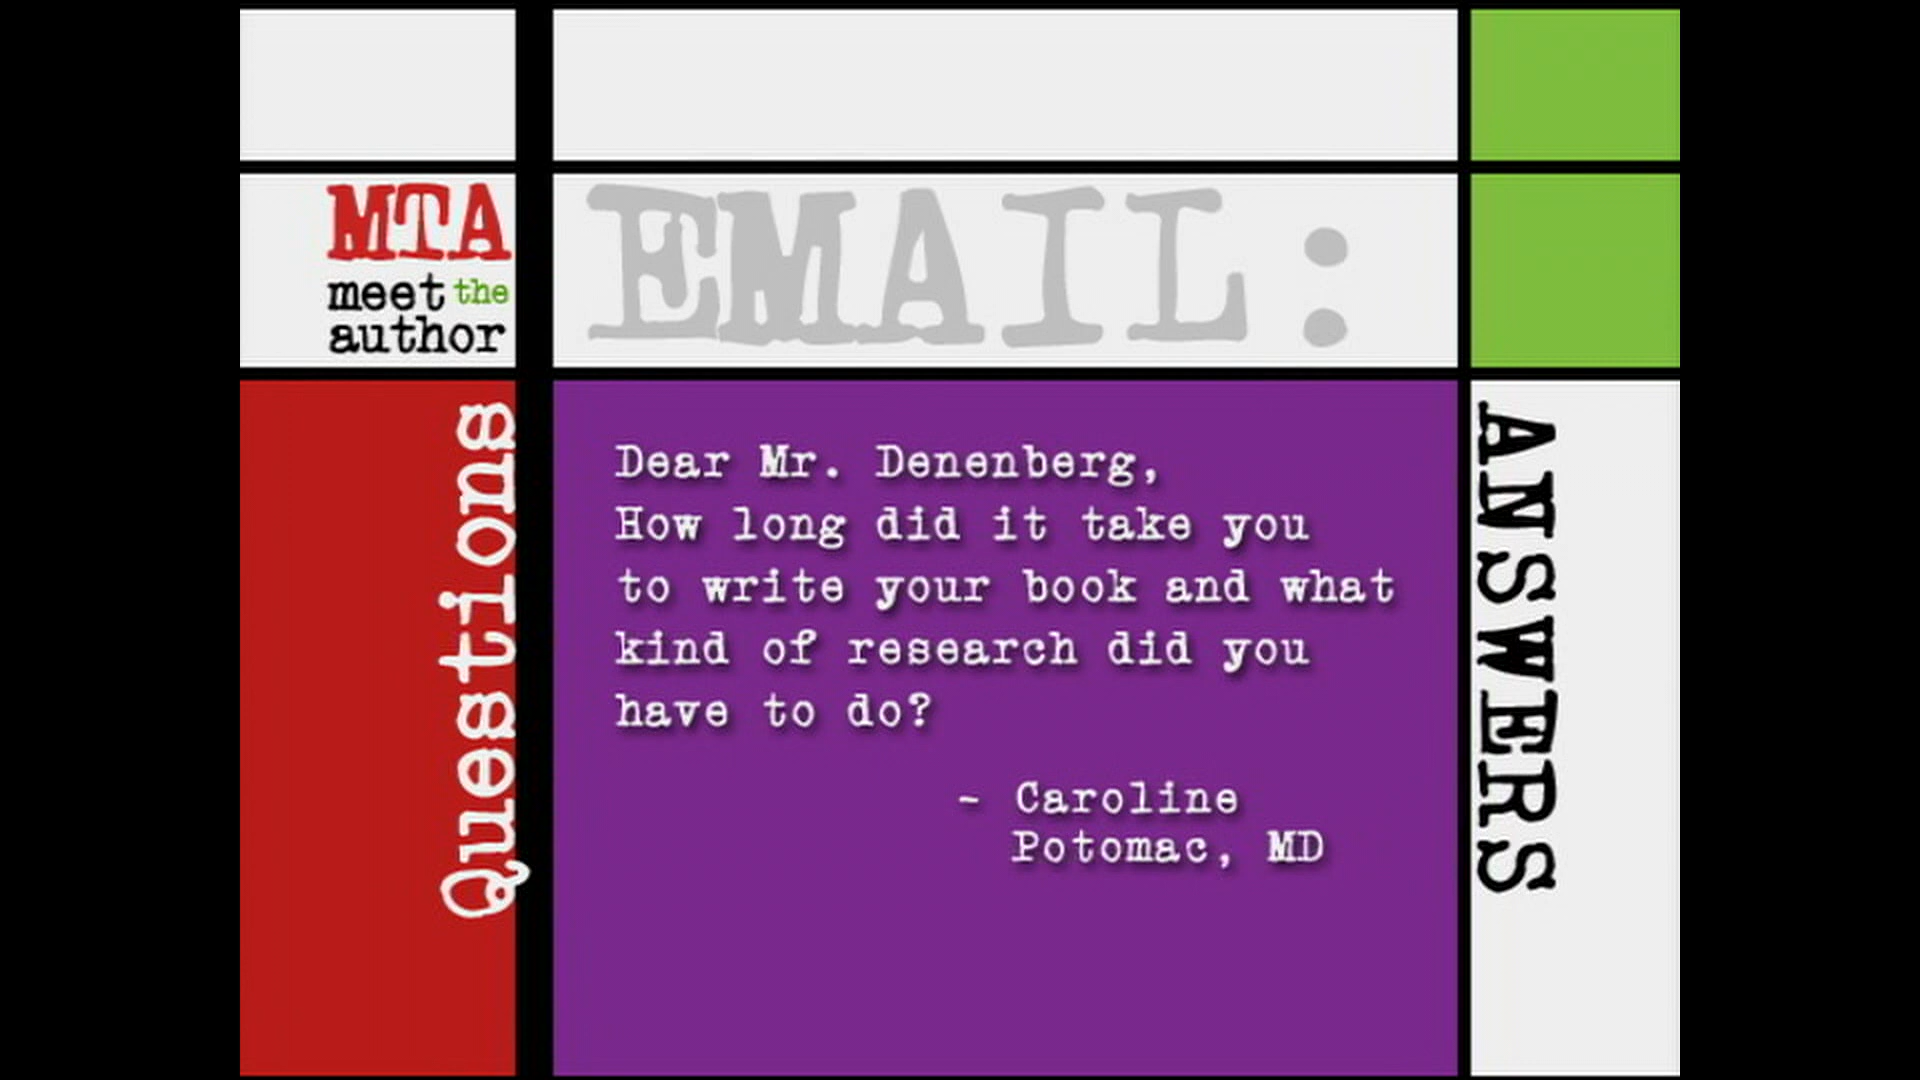 MTA
meet the
author
EMAIL:
Questions
Dear Mr. Denenberg,
How long did it take you
to write your book and what
kind of research did you
have to do?
- Caroline
Potomac, MD
ANSWERS